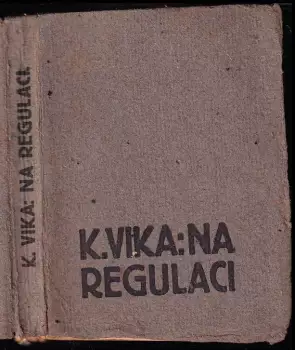 K. VIKA: NA REGULACI.
K.VIKA:NA
REGULACI